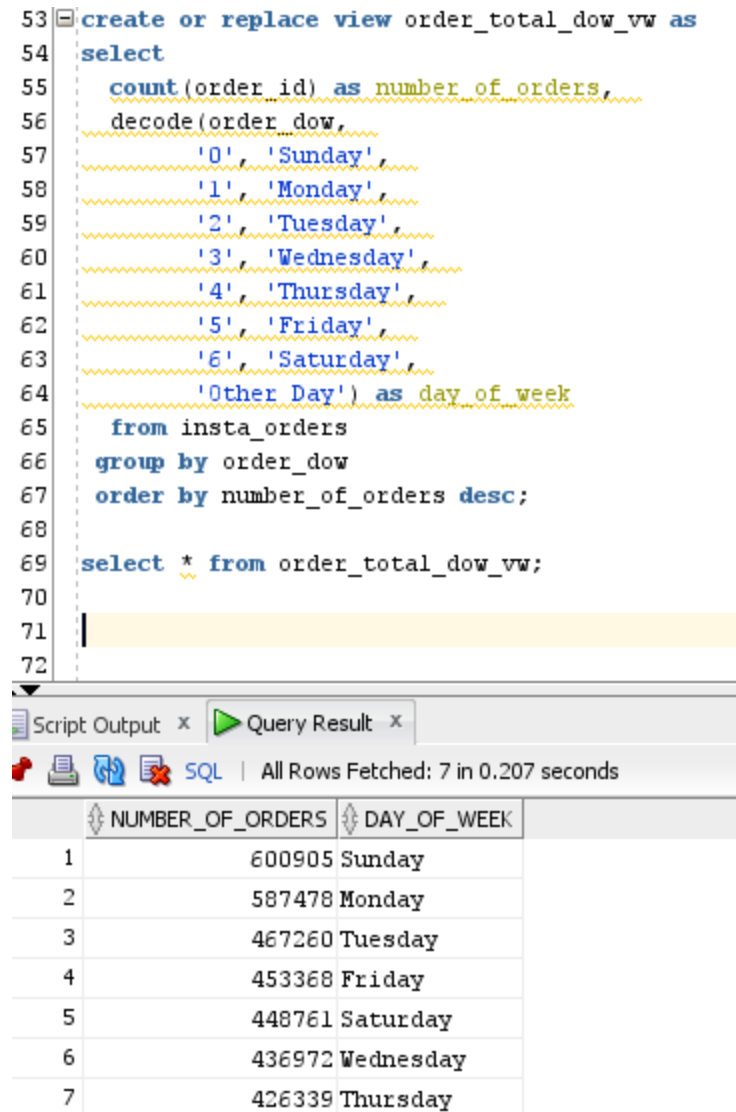 53 create or replace view order_total_dow_vw as
54 select
55 count(order_id) as number_of_orders,
56 decode(order_dow,
57 '0', 'Sunday',
58 '1', 'Monday',
59 '2', 'Tuesday',
60 '3', 'Wednesday',
61 '4', 'Thursday',
62 '5', 'Friday',
63 '6', 'Saturday',
64 'Other Day') as day_of_week
65 from insta_orders
66 group by order_dow
67 order by number_of_orders desc;
68
69 select * from order_total_dow_vw;
70
71
72
Script Output x Query Result x
SQL | All Rows Fetched: 7 in 0.207 seconds
NUMBER_OF_ORDERS DAY_OF_WEEK
1 600905 Sunday
2 587478 Monday
3 467260 Tuesday
4 453368 Friday
5 448761 Saturday
6 436972 Wednesday
7 426339 Thursday